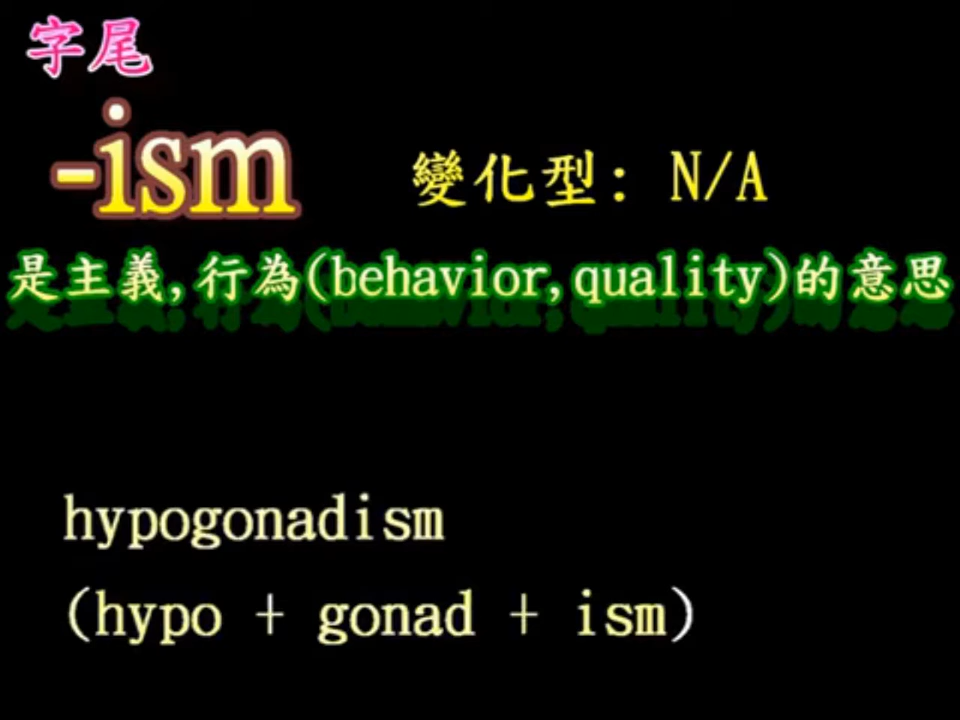 字尾
-ism 變化型: N/A
是主義,行為(behavior,quality)的意思
hypogonadism
(hypo + gonad + ism)